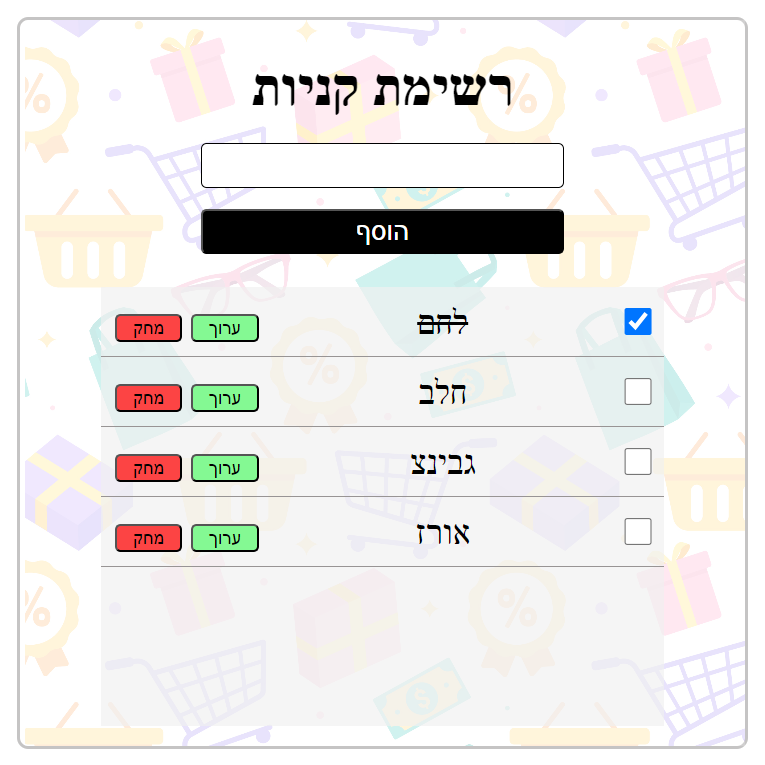 רשימת קניות
הוסף
לחם ערוך מחק
חלב ערוך מחק
גבינצ ערוך מחק
אורז ערוך מחק